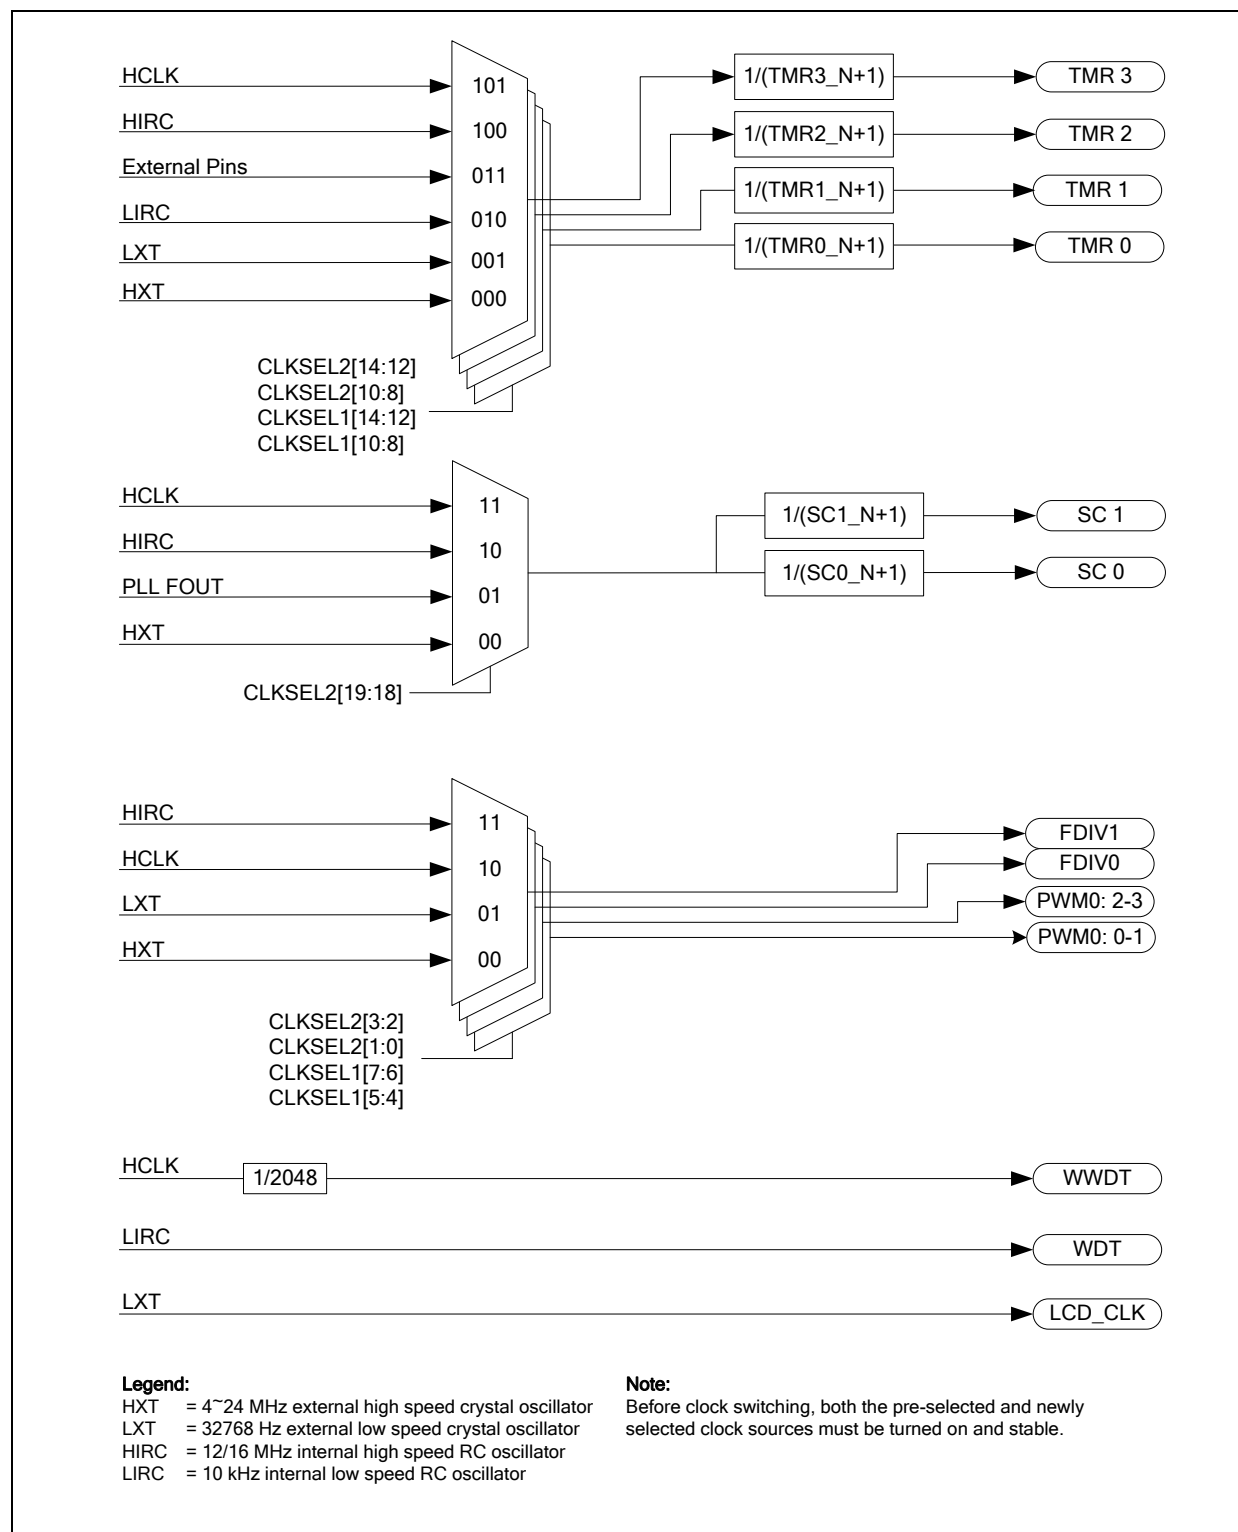 HCLK
101
1/(TMR3_N+1)
TMR 3
HIRC
100
1/(TMR2_N+1)
TMR 2
External Pins
011
1/(TMR1_N+1)
TMR 1
LIRC
010
1/(TMR0_N+1)
TMR 0
LXT
001
HXT
000
CLKSEL2[14:12]
CLKSEL2[10:8]
CLKSEL1[14:12]
CLKSEL1[10:8]
HCLK
11
1/(SC1_N+1)
SC 1
HIRC
10
1/(SC0_N+1)
SC 0
PLL FOUT
01
HXT
00
CLKSEL2[19:18]
HIRC
11
FDIV1
HCLK
10
FDIV0
LXT
01
PWM0: 2-3
HXT
00
PWM0: 0-1
CLKSEL2[3:2]
CLKSEL2[1:0]
CLKSEL1[7:6]
CLKSEL1[5:4]
HCLK
1/2048
WWDT
LIRC
WDT
LXT
LCD_CLK
Legend:
HXT = 4~24 MHz external high speed crystal oscillator
LXT = 32768 Hz external low speed crystal oscillator
HIRC = 12/16 MHz internal high speed RC oscillator
LIRC = 10 kHz internal low speed RC oscillator
Note:
Before clock switching, both the pre-selected and newly
selected clock sources must be turned on and stable.